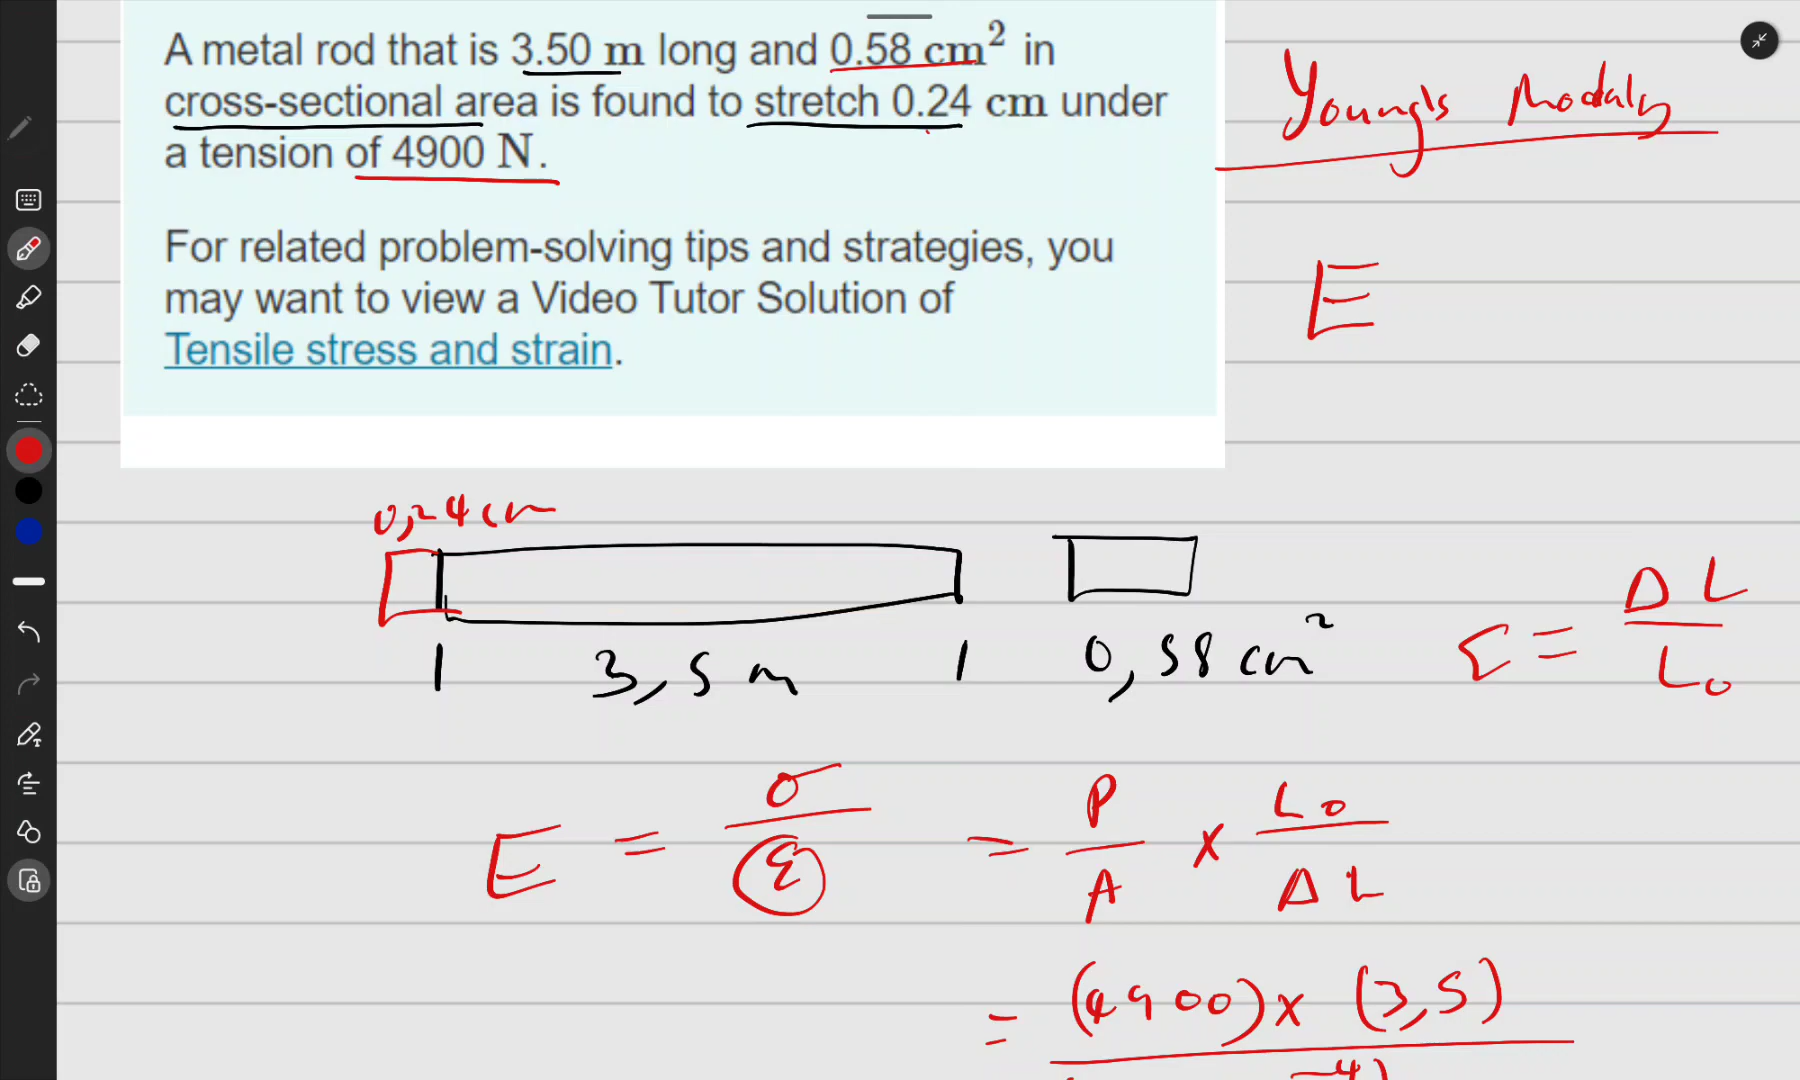 A metal rod that is 3.50 m long and 0.58 cm² in
cross-sectional area is found to stretch 0.24 cm under
a tension of 4900 N.
For related problem-solving tips and strategies, you
may want to view a Video Tutor Solution of
Tensile stress and strain.
Young's Modulus
E
0,24cm
3,5 m
0,58 cm²
ε = ΔL / L₀
E = σ / ε = P / A × L₀ / ΔL
= (4900) × (3,5)